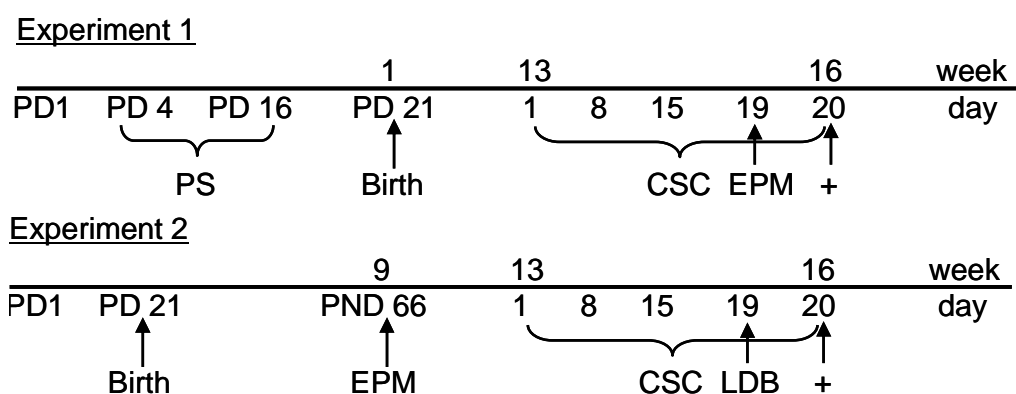 Experiment 1
1 13 16 week
PD1 PD 4 PD 16 PD 21 1 8 15 19 20 day
PS Birth CSC EPM +
Experiment 2
9 13 16 week
PD1 PD 21 PND 66 1 8 15 19 20 day
Birth EPM CSC LDB +